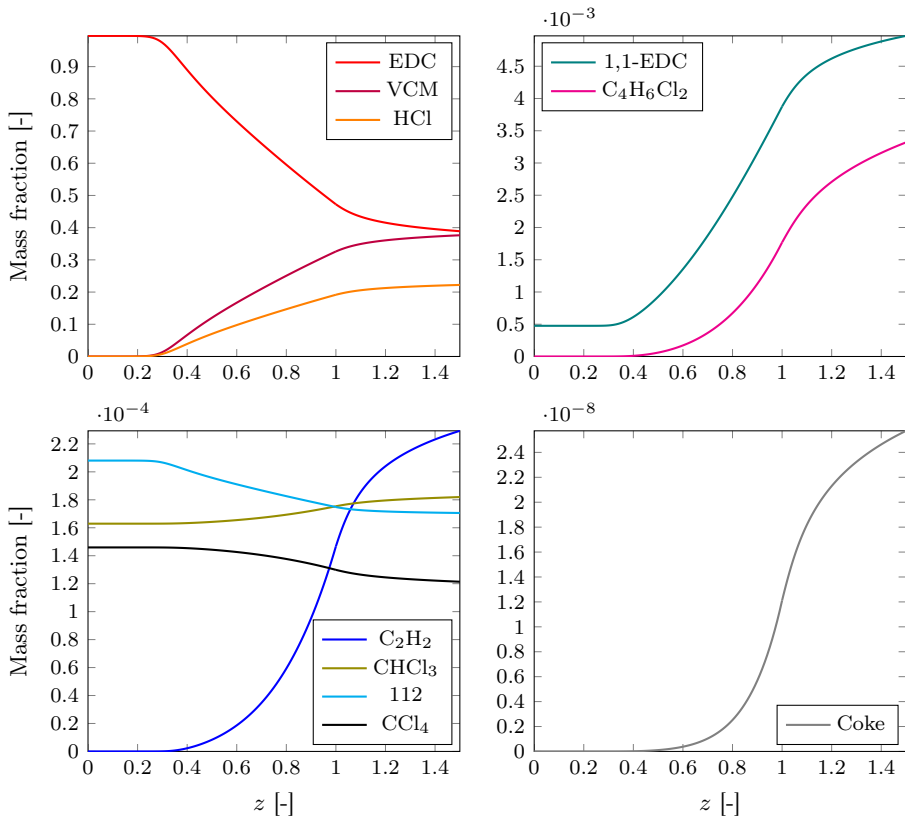 0.9
0.8
0.7
0.6
0.5
0.4
0.3
0.2
0.1
0
0 0.2 0.4 0.6 0.8 1 1.2 1.4
Mass fraction [-]
EDC
VCM
HCl
·10⁻³
4.5
4
3.5
3
2.5
2
1.5
1
0.5
0
0 0.2 0.4 0.6 0.8 1 1.2 1.4
1,1-EDC
C₄H₆Cl₂
·10⁻⁴
2.2
2
1.8
1.6
1.4
1.2
1
0.8
0.6
0.4
0.2
0
0 0.2 0.4 0.6 0.8 1 1.2 1.4
Mass fraction [-]
z [-]
C₂H₂
CHCl₃
112
CCl₄
·10⁻⁸
2.4
2.2
2
1.8
1.6
1.4
1.2
1
0.8
0.6
0.4
0.2
0
0 0.2 0.4 0.6 0.8 1 1.2 1.4
z [-]
Coke